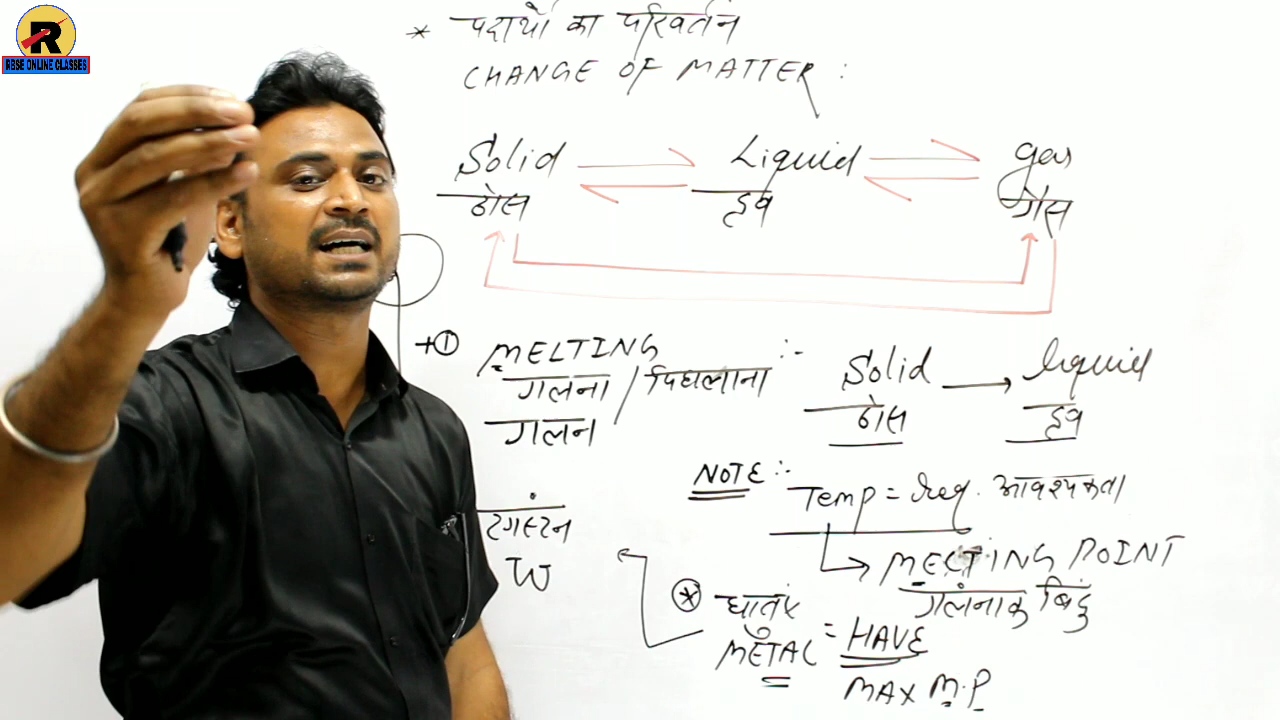 R
RBSE ONLINE CLASSES
* पदार्थो का परिवर्तन
CHANGE OF MATTER :
Solid Liquid gas
ठोस द्रव गैस
+① MELTING :-
गलना / पिघलाना
गलन
Solid → liquid
ठोस द्रव
NOTE :-
Temp = req. आवश्यकता
→ MELTING POINT
गलंनाक बिंदु
टंगस्टन
W
* धातु
METAL = HAVE
MAX M.P